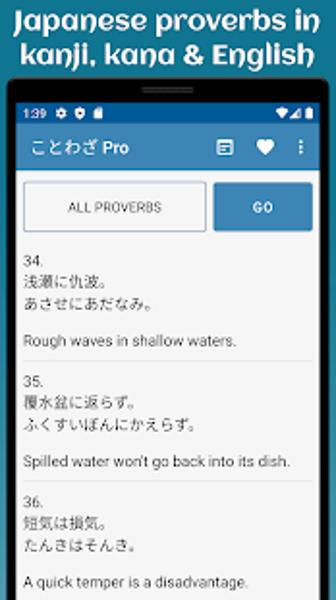 Japanese proverbs in
kanji, kana & English
1:39
ことわざ Pro
ALL PROVERBS
GO
34.
浅瀬に仇波。
あさせにあだなみ。
Rough waves in shallow waters.
35.
覆水盆に返らず。
ふくすいぼんにかえらず。
Spilled water won't go back into its dish.
36.
短気は損気。
たんきはそんき。
A quick temper is a disadvantage.